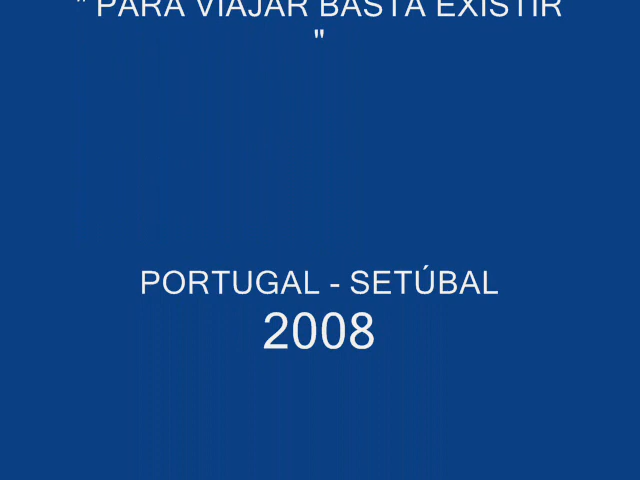 " PARA VIAJAR BASTA EXISTIR
"
PORTUGAL - SETÚBAL
2008